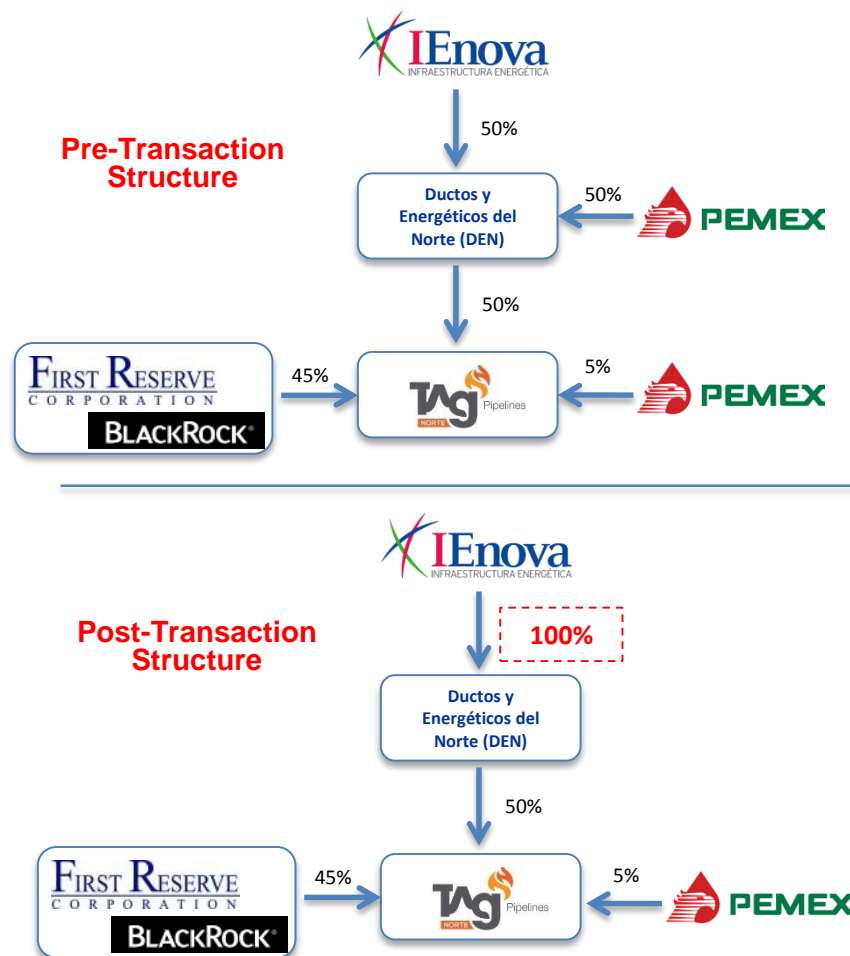 IEnova
INFRAESTRUCTURA ENERGÉTICA
50%
Pre-Transaction
Structure
Ductos y
Energéticos del
Norte (DEN)
50%
PEMEX
50%
FIRST RESERVE
CORPORATION
BLACKROCK®
45%
TAg
NORTE
Pipelines
5%
PEMEX
IEnova
INFRAESTRUCTURA ENERGÉTICA
Post-Transaction
Structure
100%
Ductos y
Energéticos del
Norte (DEN)
50%
FIRST RESERVE
CORPORATION
BLACKROCK®
45%
TAg
NORTE
Pipelines
5%
PEMEX